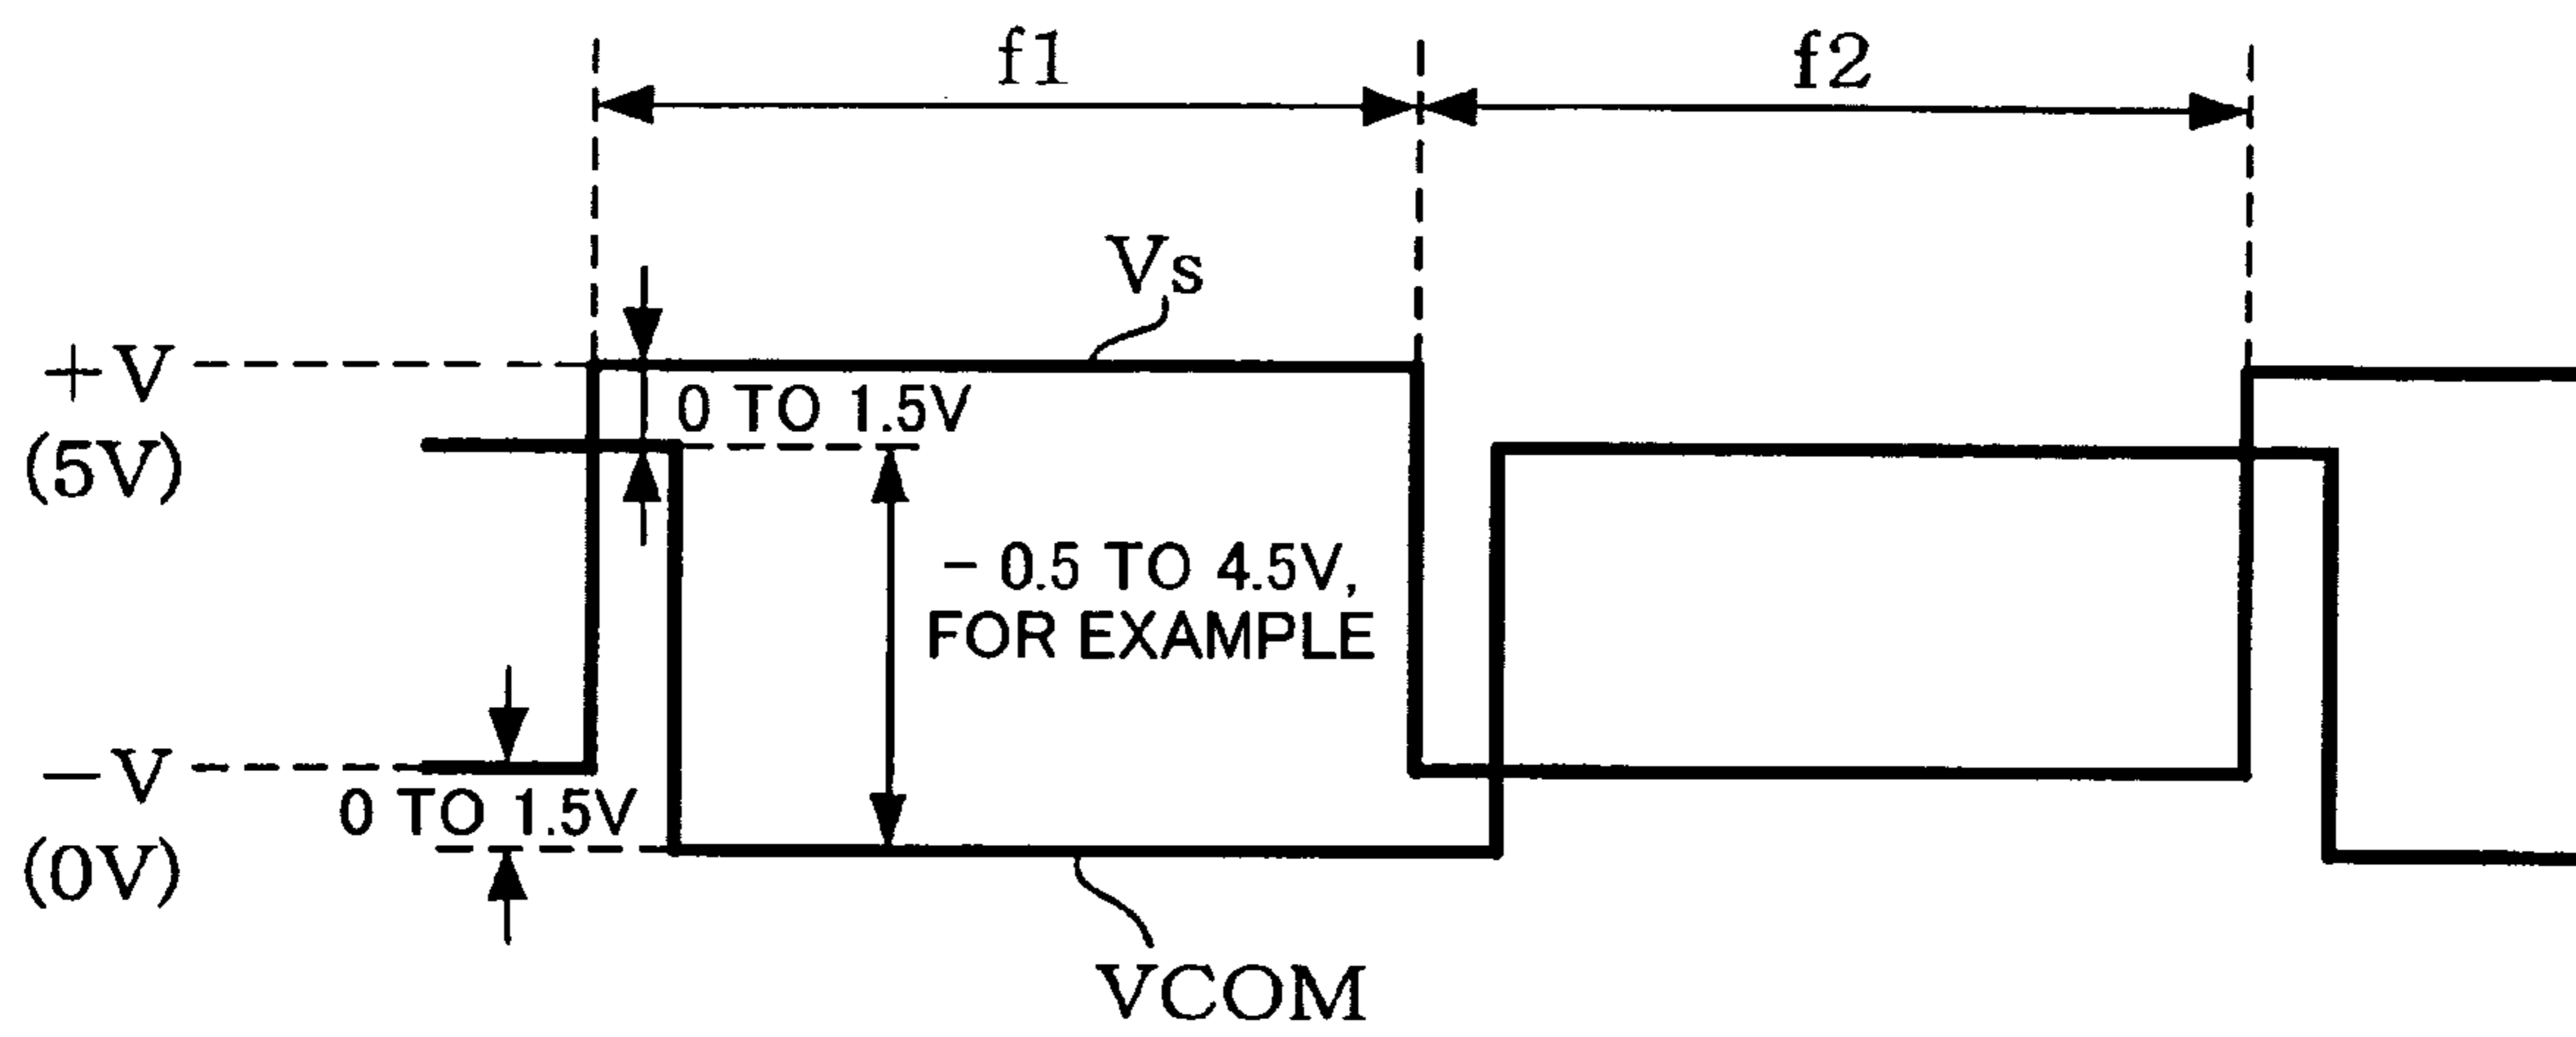 f1
f2
Vs
+V
(5V)
0 TO 1.5V
– 0.5 TO 4.5V,
FOR EXAMPLE
–V
(0V)
0 TO 1.5V
VCOM